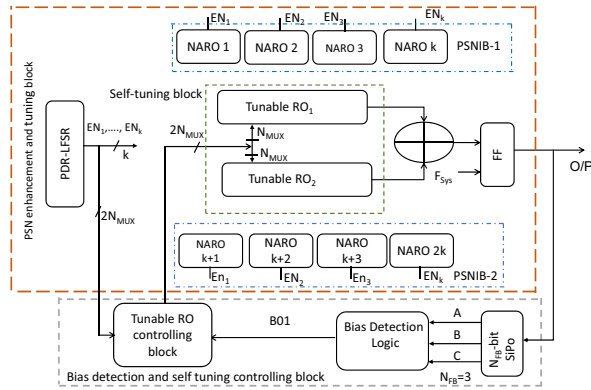 EN1 EN2 EN3 ENk
NARO 1 NARO 2 NARO 3 NARO k PSNIB-1
PSN enhancement and tuning block
Self-tuning block
PDR-LFSR
EN1,...., ENk
k
2NMUX
2NMUX
Tunable RO1
NMUX
NMUX
Tunable RO2
FSys
FF
O/P
NARO k+1
NARO k+2
NARO k+3
NARO 2k
En1 EN2 En3 ENk PSNIB-2
Tunable RO
controlling
block
B01
Bias Detection
Logic
A
B
C
NFB-bit
SiPo
NFB=3
Bias detection and self tuning controlling block